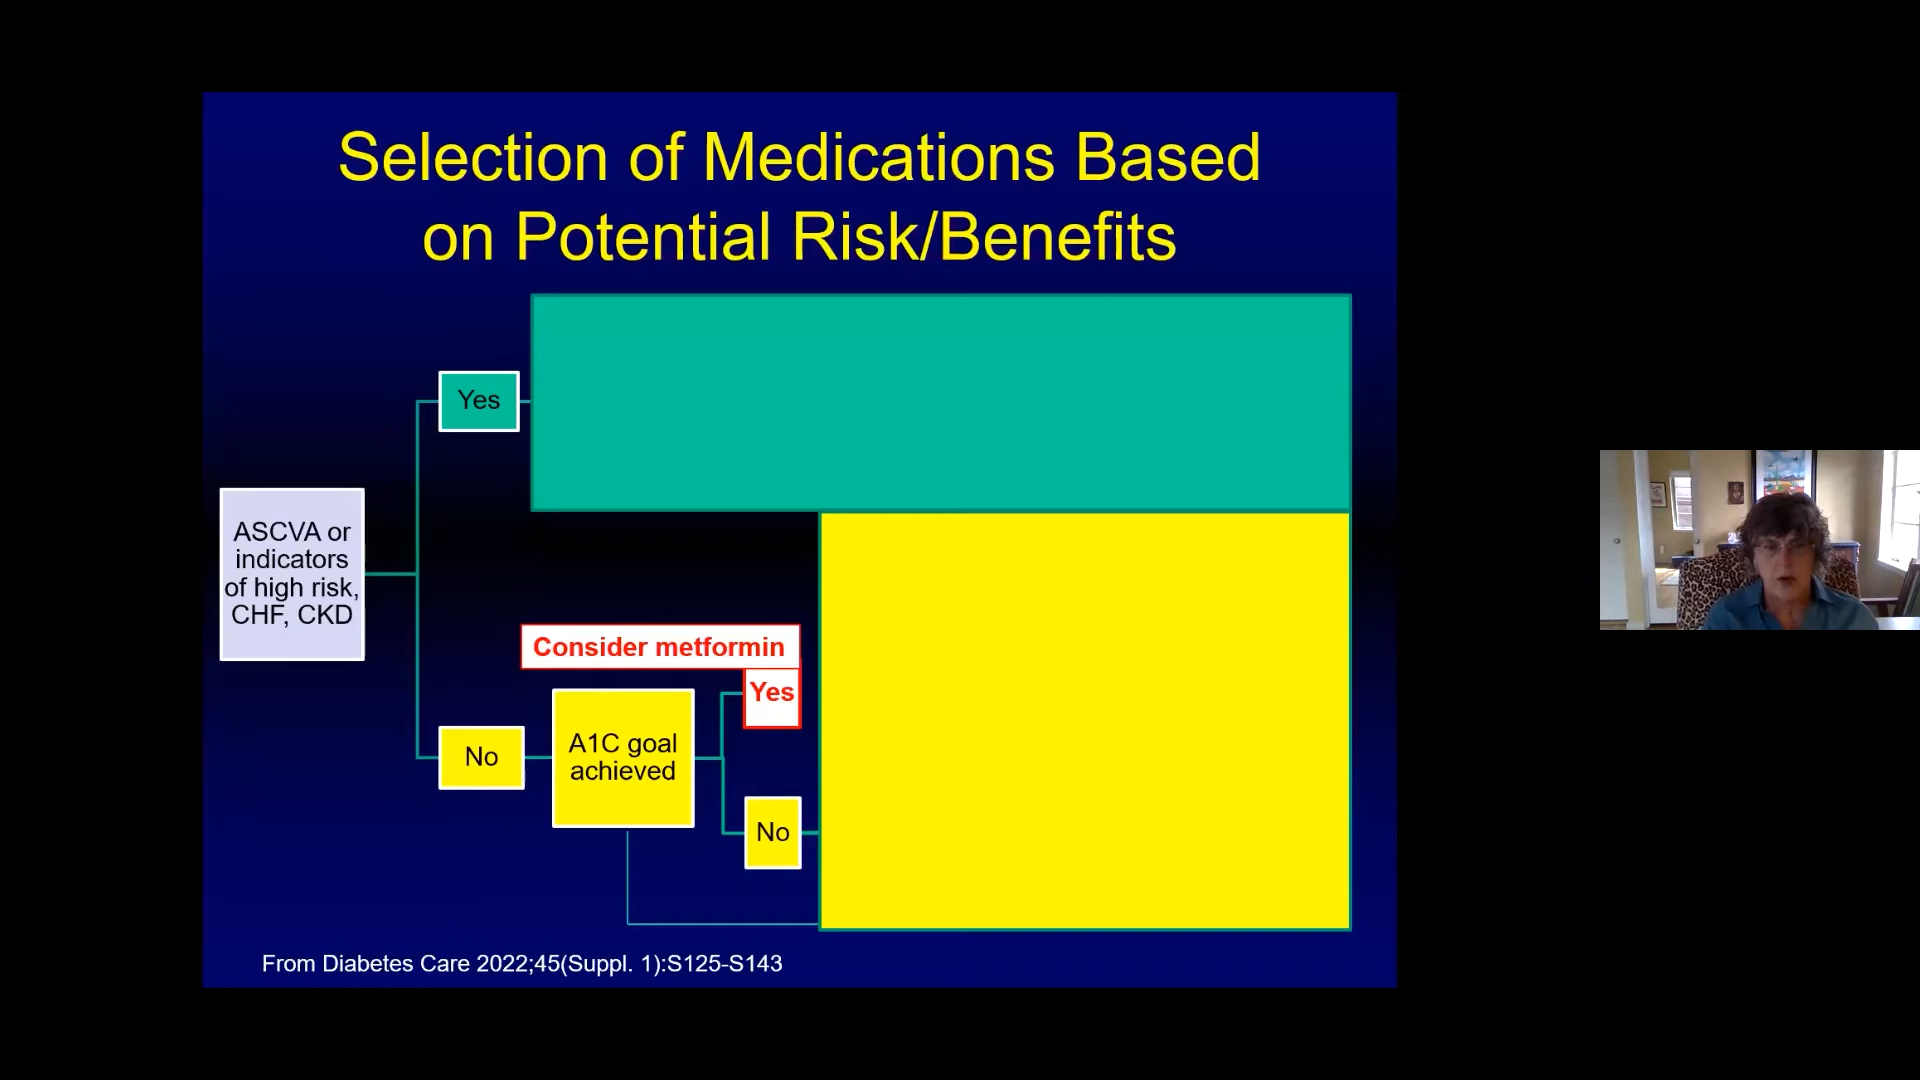 Selection of Medications Based
on Potential Risk/Benefits
Yes
ASCVA or
indicators
of high risk,
CHF, CKD
Consider metformin
Yes
No
A1C goal
achieved
No
From Diabetes Care 2022;45(Suppl. 1):S125-S143